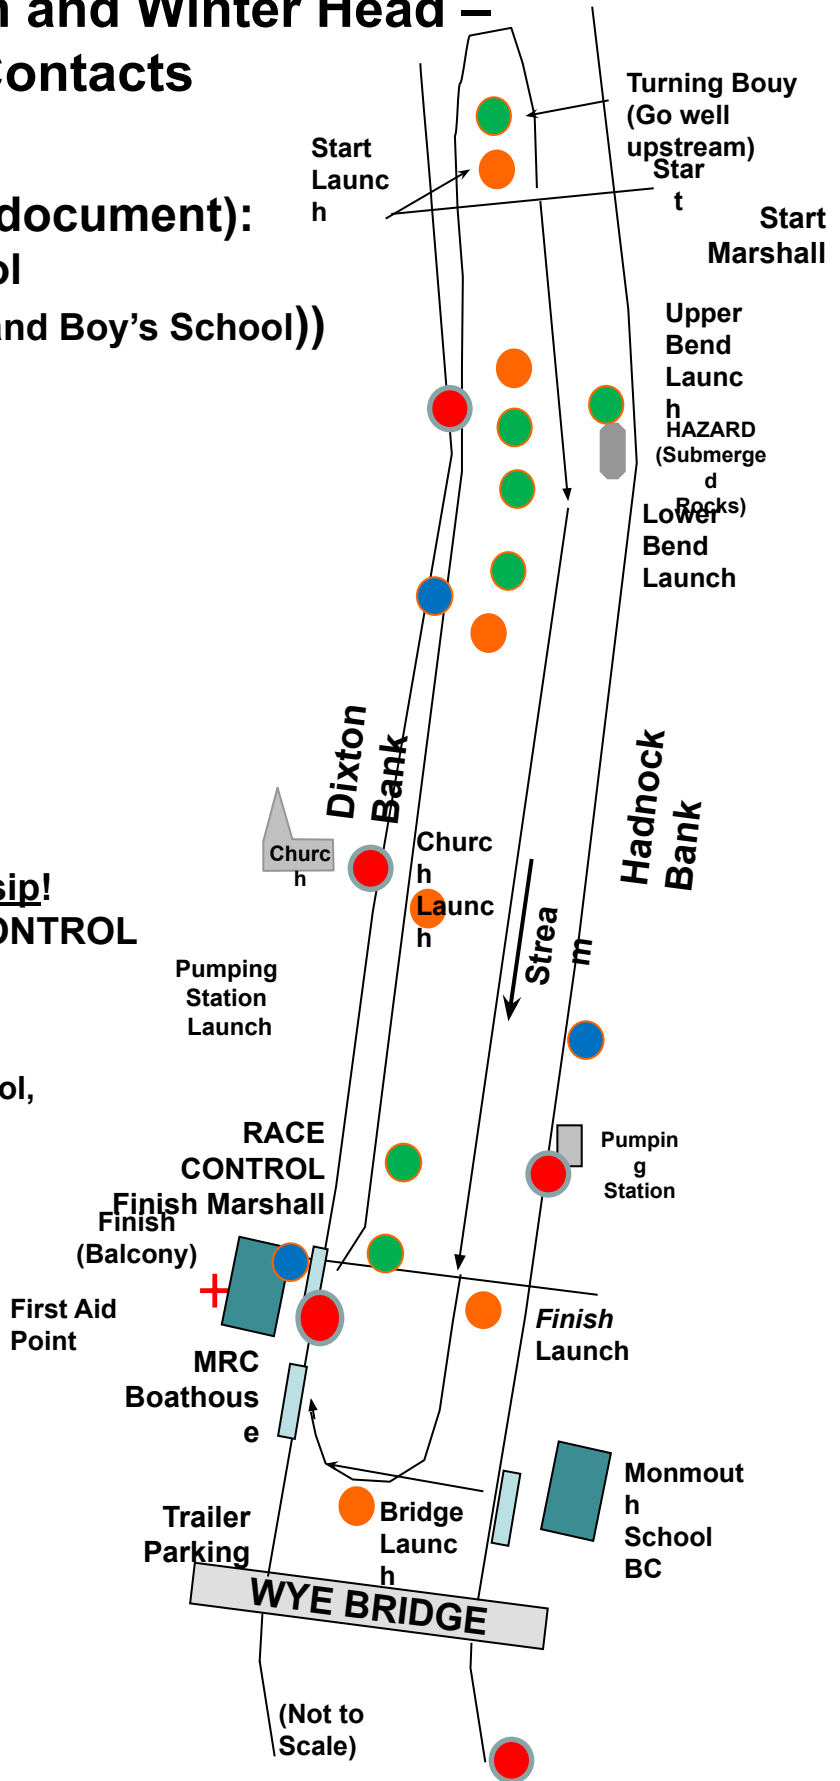 n and Winter Head –
Contacts
Turning Bouy
(Go well
upstream)
Start
Launc
h
Star
t
document):
Start
Marshall
ol
and Boy's School))
Upper
Bend
Launc
h
HAZARD
(Submerge
d
Rocks)
Lower
Bend
Launch
Dixton
Bank
Hadnock
Bank
Church
Churc
h
Launc
h
sip!
ONTROL
Strea
m
Pumping
Station
Launch
ol,
RACE
CONTROL
Finish Marshall
Pumpin
g
Station
Finish
(Balcony)
First Aid
Point
Finish
Launch
MRC
Boathous
e
Monmout
h
School
BC
Trailer
Parking
Bridge
Launc
h
WYE BRIDGE
(Not to
Scale)